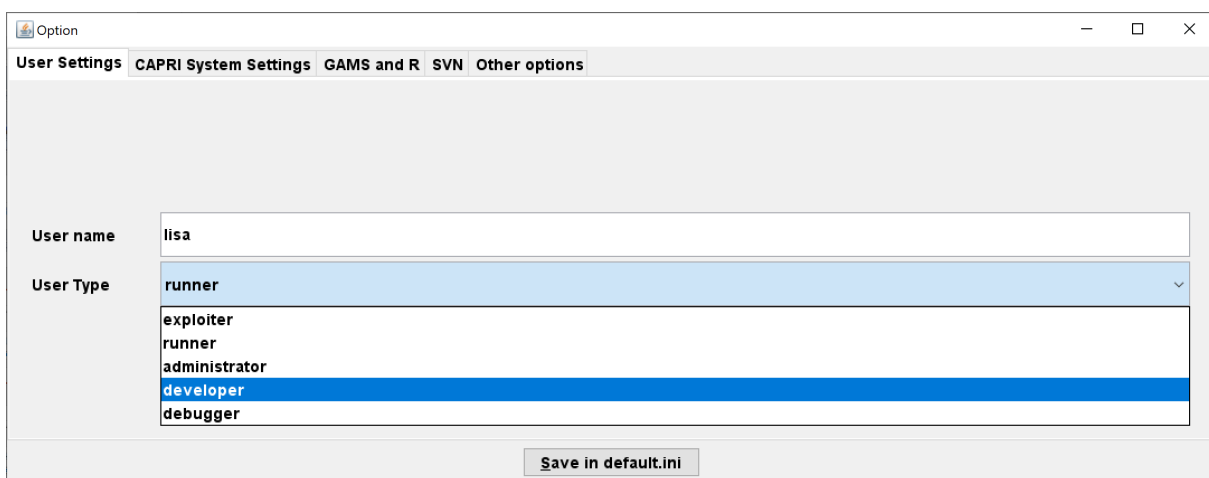 Option
User Settings CAPRI System Settings GAMS and R SVN Other options
User name lisa
User Type runner
exploiter
runner
administrator
developer
debugger
Save in default.ini